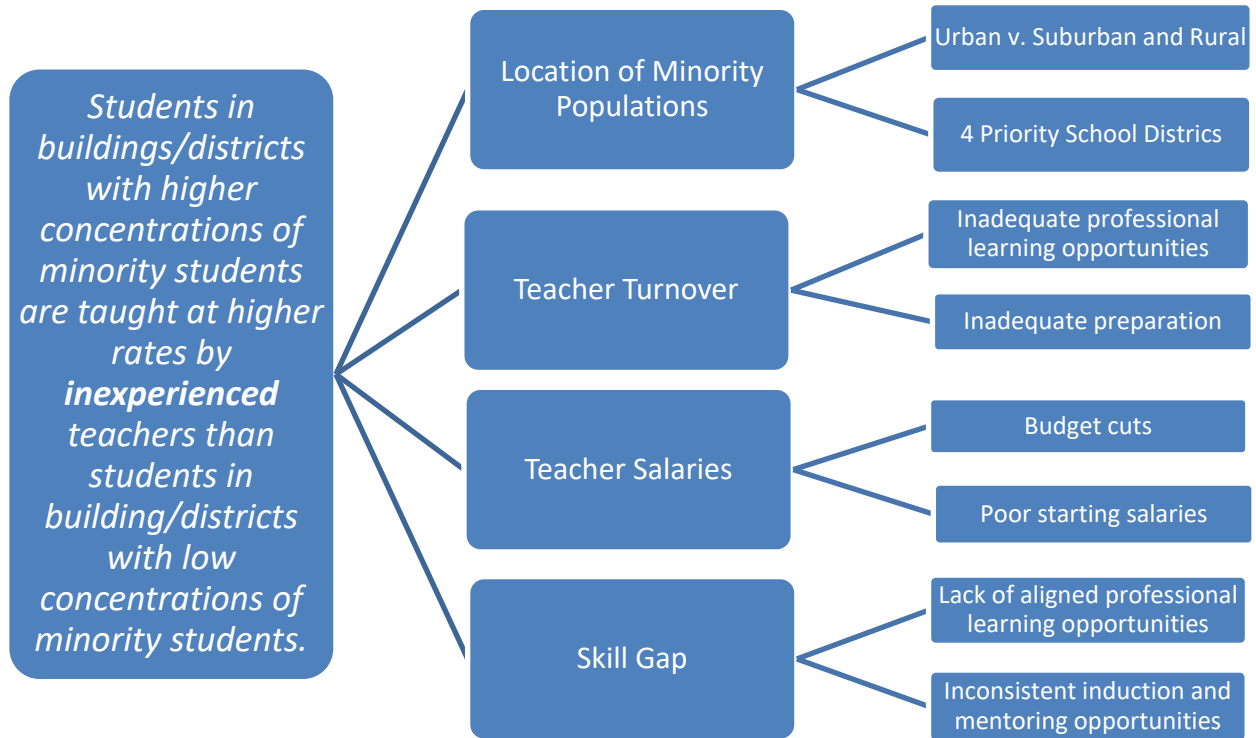 Students in
buildings/districts
with higher
concentrations of
minority students
are taught at higher
rates by
inexperienced
teachers than
students in
building/districts
with low
concentrations of
minority students.
Location of Minority
Populations
Urban v. Suburban and Rural
4 Priority School Districs
Teacher Turnover
Inadequate professional
learning opportunities
Inadequate preparation
Teacher Salaries
Budget cuts
Poor starting salaries
Skill Gap
Lack of aligned professional
learning opportunities
Inconsistent induction and
mentoring opportunities